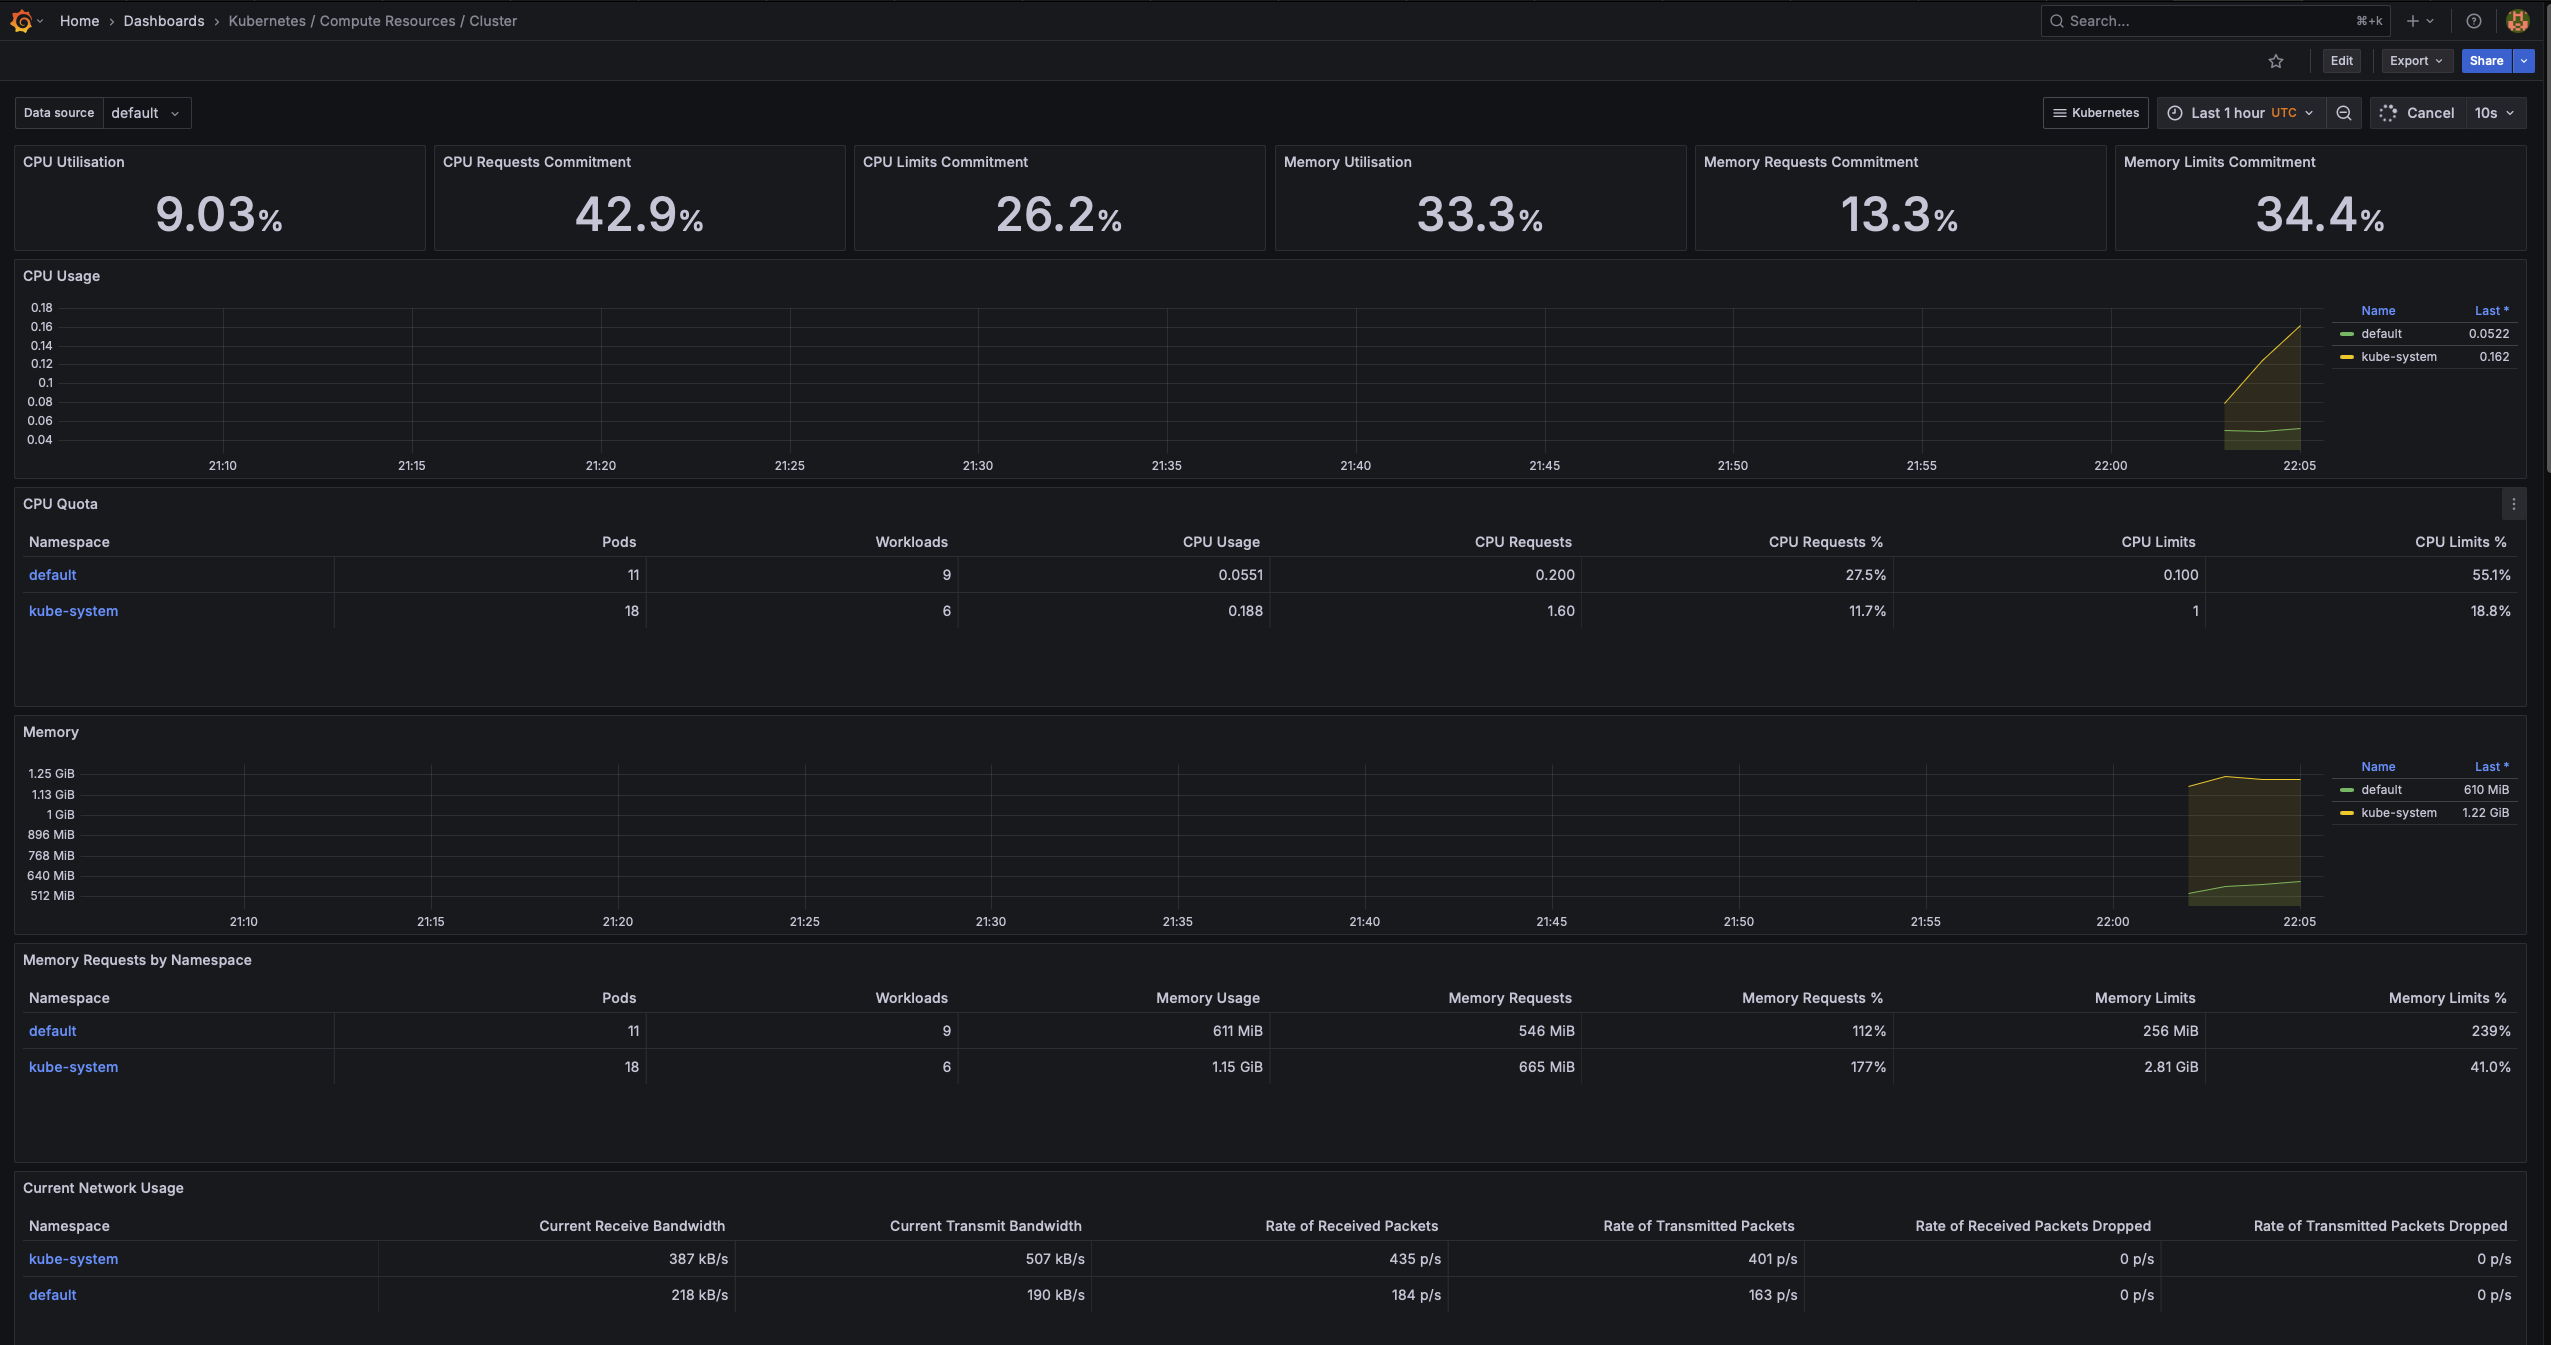 Home › Dashboards › Kubernetes / Compute Resources / Cluster Search... ⌘+k
Edit Export Share
Data source default Kubernetes Last 1 hour UTC Cancel 10s
CPU Utilisation CPU Requests Commitment CPU Limits Commitment Memory Utilisation Memory Requests Commitment Memory Limits Commitment
9.03% 42.9% 26.2% 33.3% 13.3% 34.4%
CPU Usage
0.18
0.16
0.14
0.12
0.1
0.08
0.06
0.04
21:10 21:15 21:20 21:25 21:30 21:35 21:40 21:45 21:50 21:55 22:00 22:05
Name Last *
default 0.0522
kube-system 0.162
CPU Quota
Namespace Pods Workloads CPU Usage CPU Requests CPU Requests % CPU Limits CPU Limits %
default 11 9 0.0551 0.200 27.5% 0.100 55.1%
kube-system 18 6 0.188 1.60 11.7% 1 18.8%
Memory
1.25 GiB
1.13 GiB
1 GiB
896 MiB
768 MiB
640 MiB
512 MiB
21:10 21:15 21:20 21:25 21:30 21:35 21:40 21:45 21:50 21:55 22:00 22:05
Name Last *
default 610 MiB
kube-system 1.22 GiB
Memory Requests by Namespace
Namespace Pods Workloads Memory Usage Memory Requests Memory Requests % Memory Limits Memory Limits %
default 11 9 611 MiB 546 MiB 112% 256 MiB 239%
kube-system 18 6 1.15 GiB 665 MiB 177% 2.81 GiB 41.0%
Current Network Usage
Namespace Current Receive Bandwidth Current Transmit Bandwidth Rate of Received Packets Rate of Transmitted Packets Rate of Received Packets Dropped Rate of Transmitted Packets Dropped
kube-system 387 kB/s 507 kB/s 435 p/s 401 p/s 0 p/s 0 p/s
default 218 kB/s 190 kB/s 184 p/s 163 p/s 0 p/s 0 p/s